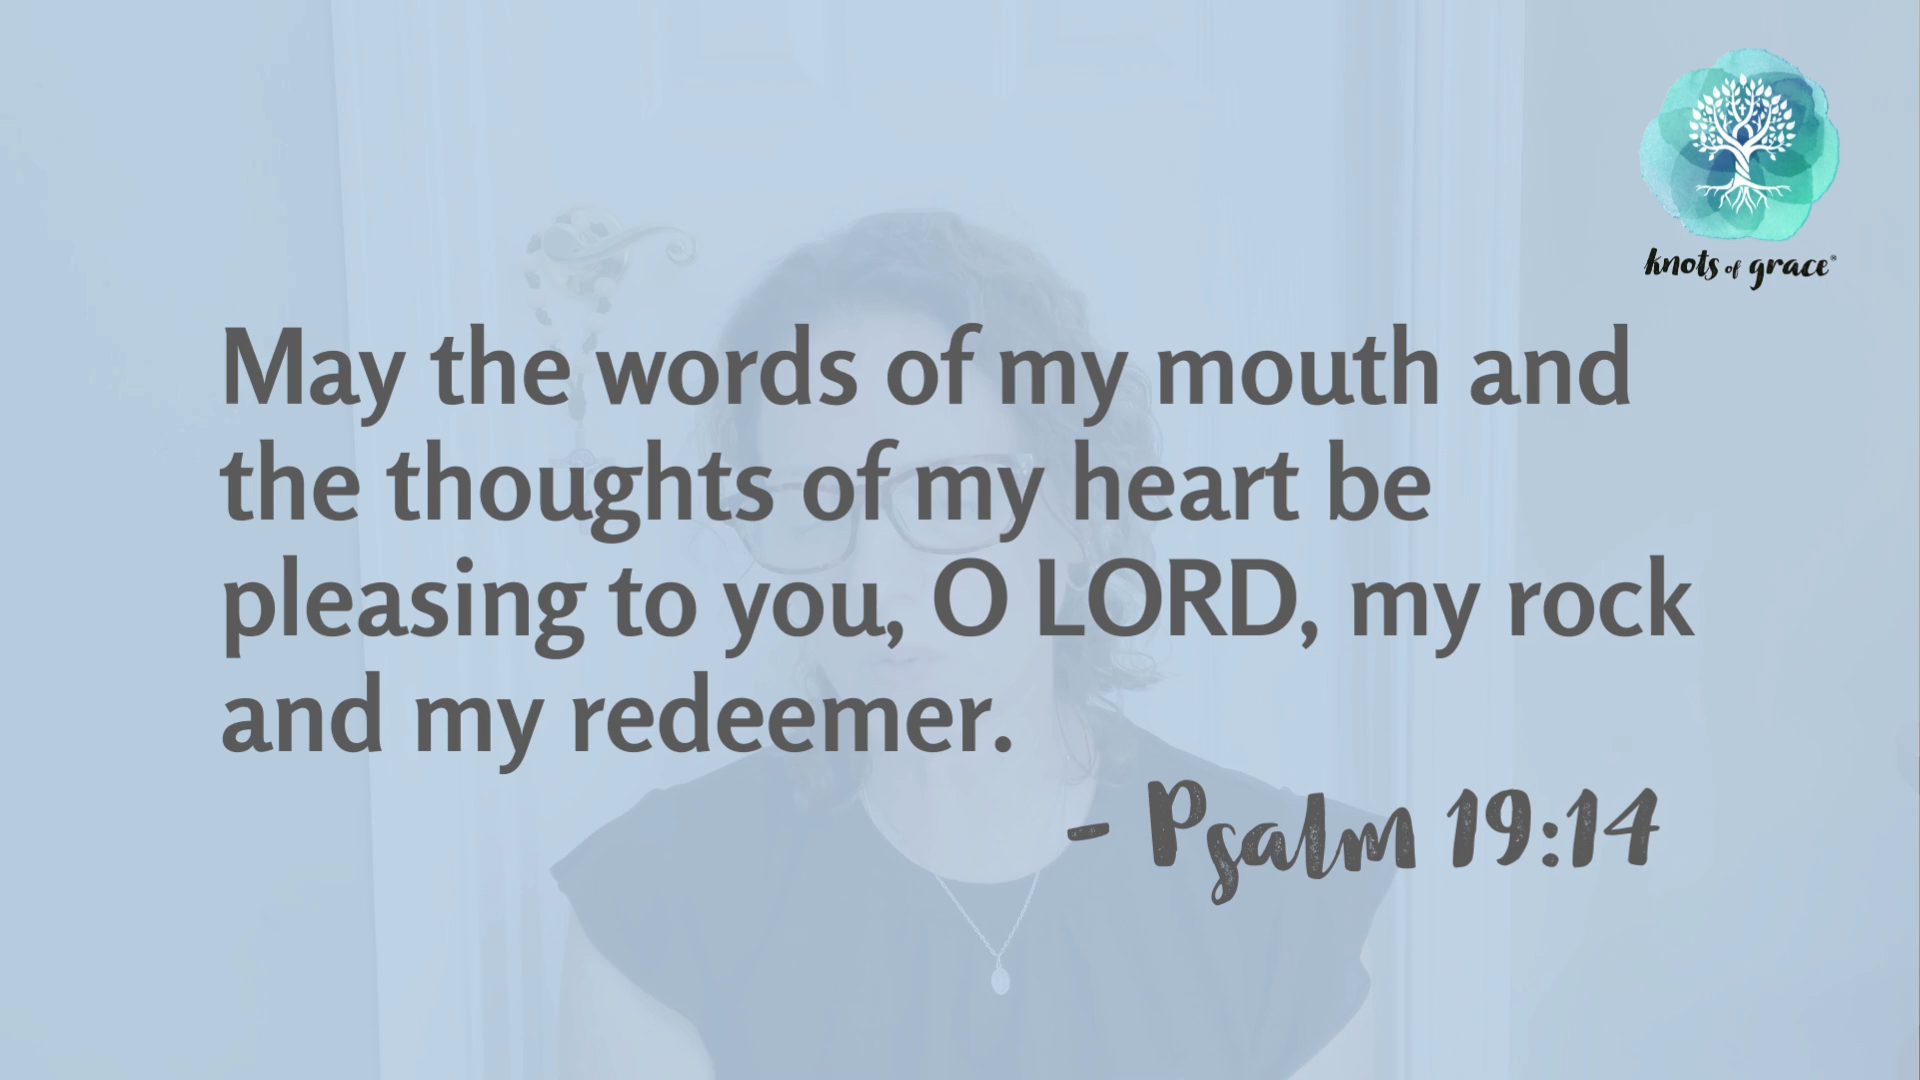 knots of grace®
May the words of my mouth and
the thoughts of my heart be
pleasing to you, O LORD, my rock
and my redeemer.
- Psalm 19:14